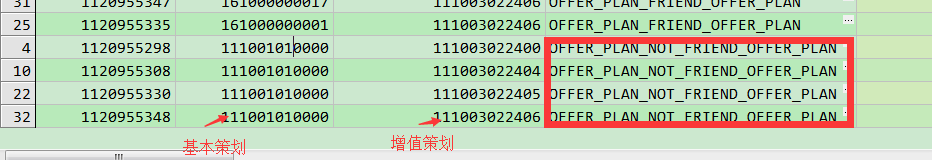 31 1120955347 161000000017 111003022406 OFFER_PLAN_FRIEND_OFFER_PLAN
25 1120955335 161000000001 111003022406 OFFER_PLAN_FRIEND_OFFER_PLAN ...
4 1120955298 111001010000 111003022400 OFFER_PLAN_NOT_FRIEND_OFFER_PLAN
10 1120955308 111001010000 111003022404 OFFER_PLAN_NOT_FRIEND_OFFER_PLAN
22 1120955330 111001010000 111003022405 OFFER_PLAN_NOT_FRIEND_OFFER_PLAN
32 1120955348 111001010000 111003022406 OFFER_PLAN_NOT_FRIEND_OFFER_PLAN
基本策划 增值策划